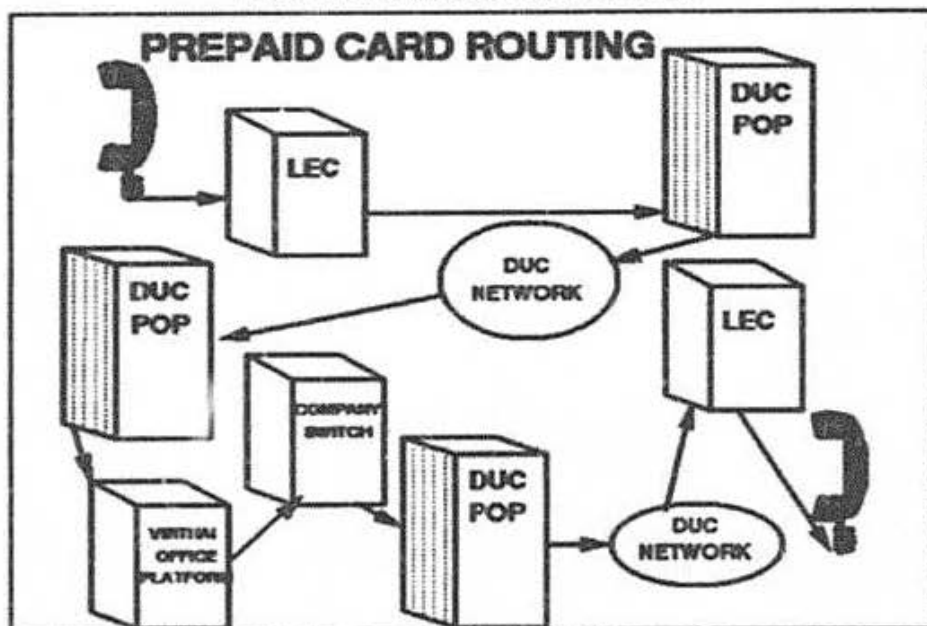 PREPAID CARD ROUTING
LEC
DUC
POP
DUC
NETWORK
DUC
POP
LEC
COMPANY
SWITCH
DUC
POP
VIRTUAL
OFFICE
PLATFORM
DUC
NETWORK